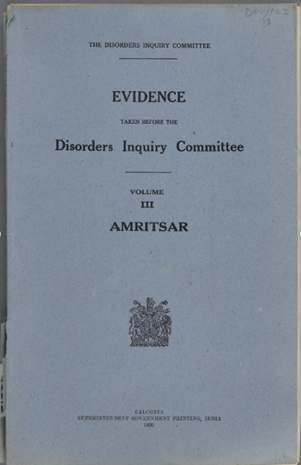 THE DISORDERS INQUIRY COMMITTEE
EVIDENCE
TAKEN BEFORE THE
Disorders Inquiry Committee
VOLUME
III
AMRITSAR
CALCUTTA
SUPERINTENDENT GOVERNMENT PRINTING, INDIA
1920